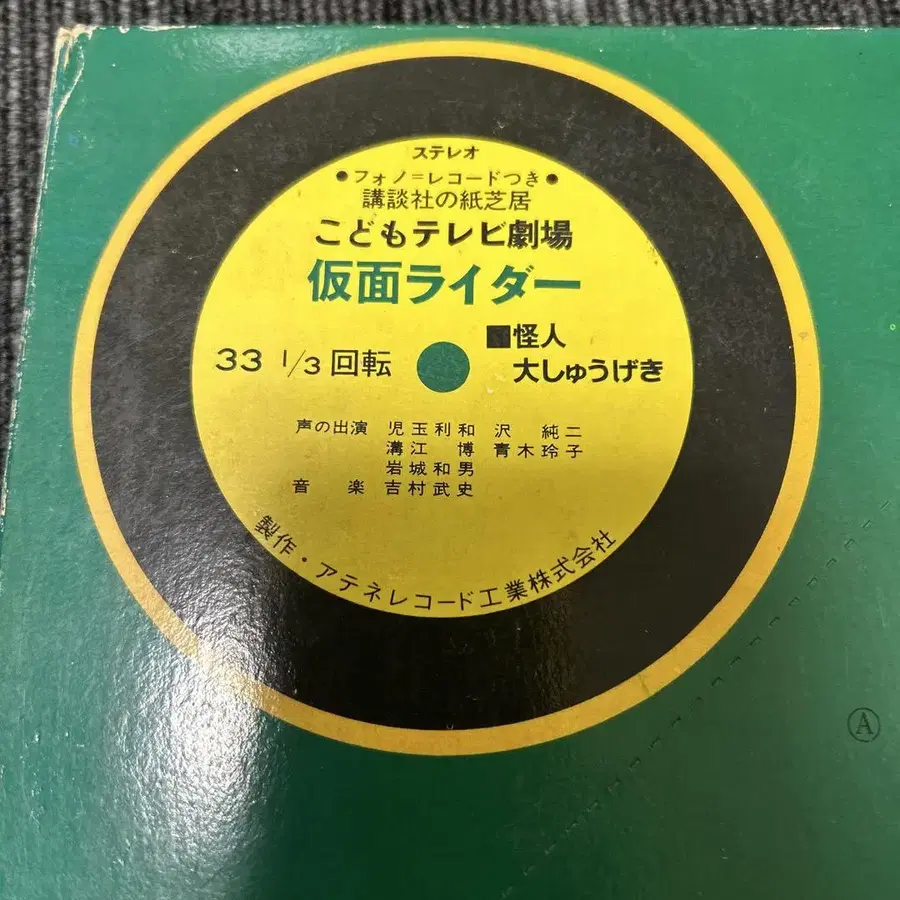 ステレオ
●フォノ=レコードつき●
講談社の紙芝居
こどもテレビ劇場
仮面ライダー
■怪人
大しゅうげき
33 1/3 回転
声の出演 児玉利和 沢 純二
溝江 博 青木玲子
岩城和男
音 楽 吉村武史
製作・アテネレコード工業株式会社
Ⓐ